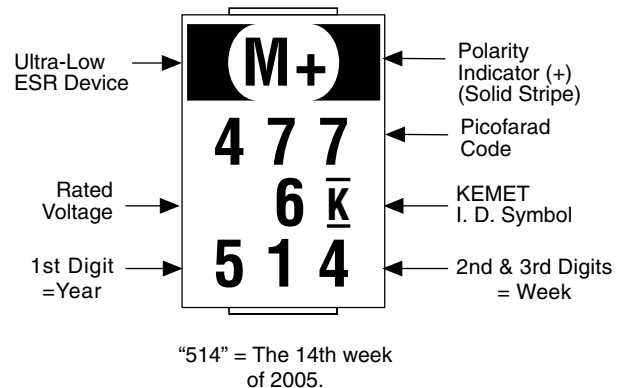 M+
Ultra-Low
ESR Device
Polarity
Indicator (+)
(Solid Stripe)
4 7 7
Picofarad
Code
Rated
Voltage
6 K
KEMET
I. D. Symbol
1st Digit
=Year
5 1 4
2nd & 3rd Digits
= Week
“514” = The 14th week
of 2005.